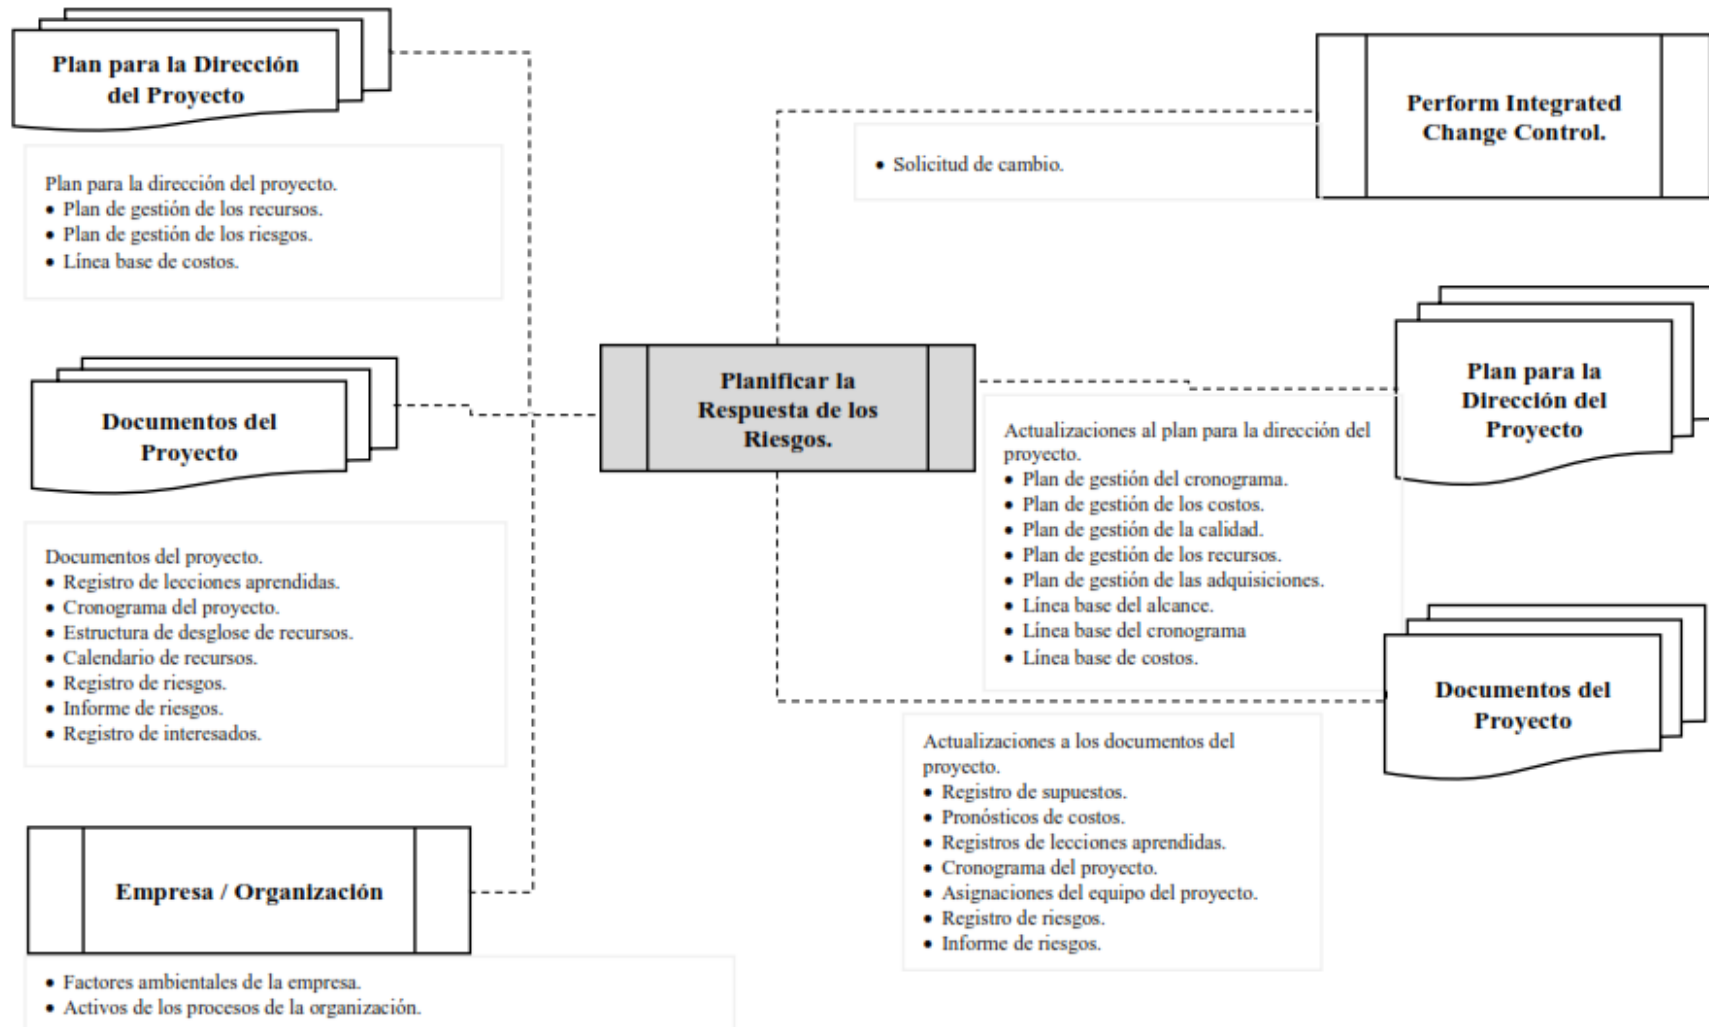 Plan para la Dirección
del Proyecto
Plan para la dirección del proyecto.
• Plan de gestión de los recursos.
• Plan de gestión de los riesgos.
• Línea base de costos.
Documentos del
Proyecto
Documentos del proyecto.
• Registro de lecciones aprendidas.
• Cronograma del proyecto.
• Estructura de desglose de recursos.
• Calendario de recursos.
• Registro de riesgos.
• Informe de riesgos.
• Registro de interesados.
Empresa / Organización
• Factores ambientales de la empresa.
• Activos de los procesos de la organización.
Planificar la
Respuesta de los
Riesgos.
Perform Integrated
Change Control.
• Solicitud de cambio.
Plan para la
Dirección del
Proyecto
Actualizaciones al plan para la dirección del
proyecto.
• Plan de gestión del cronograma.
• Plan de gestión de los costos.
• Plan de gestión de la calidad.
• Plan de gestión de los recursos.
• Plan de gestión de las adquisiciones.
• Línea base del alcance.
• Línea base del cronograma
• Línea base de costos.
Documentos del
Proyecto
Actualizaciones a los documentos del
proyecto.
• Registro de supuestos.
• Pronósticos de costos.
• Registros de lecciones aprendidas.
• Cronograma del proyecto.
• Asignaciones del equipo del proyecto.
• Registro de riesgos.
• Informe de riesgos.